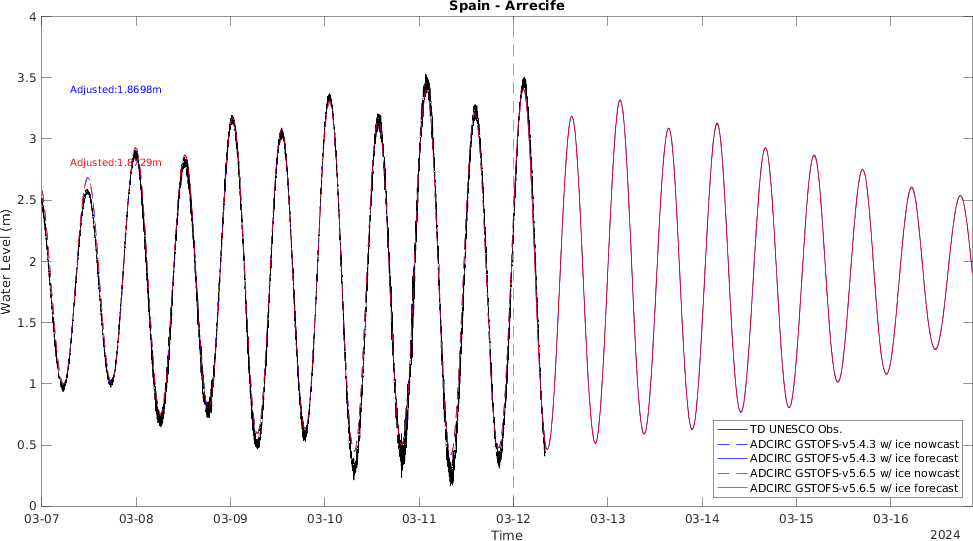 Spain - Arrecife
4
3.5
3
2.5
2
1.5
1
0.5
0
Water Level (m)
Adjusted:1.8698m
Adjusted:1.8729m
TD UNESCO Obs.
ADCIRC GSTOFS-v5.4.3 w/ ice nowcast
ADCIRC GSTOFS-v5.4.3 w/ ice forecast
ADCIRC GSTOFS-v5.6.5 w/ ice nowcast
ADCIRC GSTOFS-v5.6.5 w/ ice forecast
03-07 03-08 03-09 03-10 03-11 03-12 03-13 03-14 03-15 03-16
Time
2024